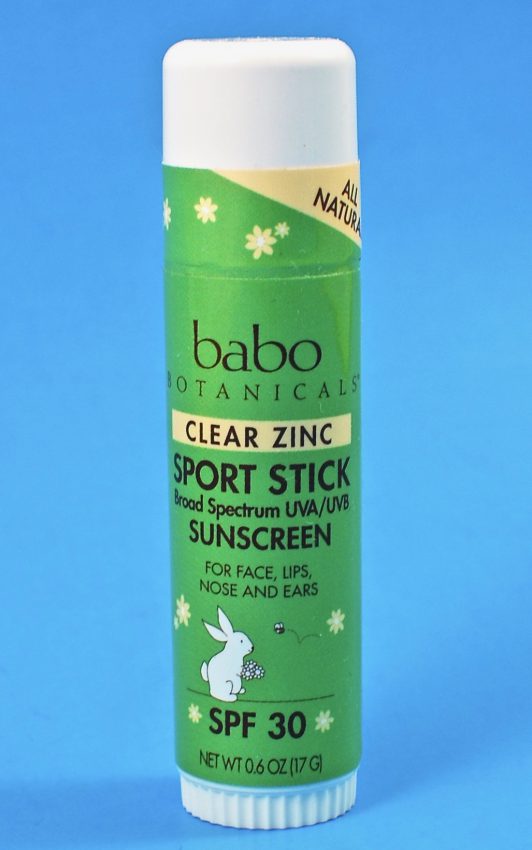 ALL
NATURA
babo
BOTANICALS
CLEAR ZINC
SPORT STICK
Broad Spectrum UVA/UVB
SUNSCREEN
FOR FACE, LIPS,
NOSE AND EARS
SPF 30
NET WT 0.6 OZ (17 G)